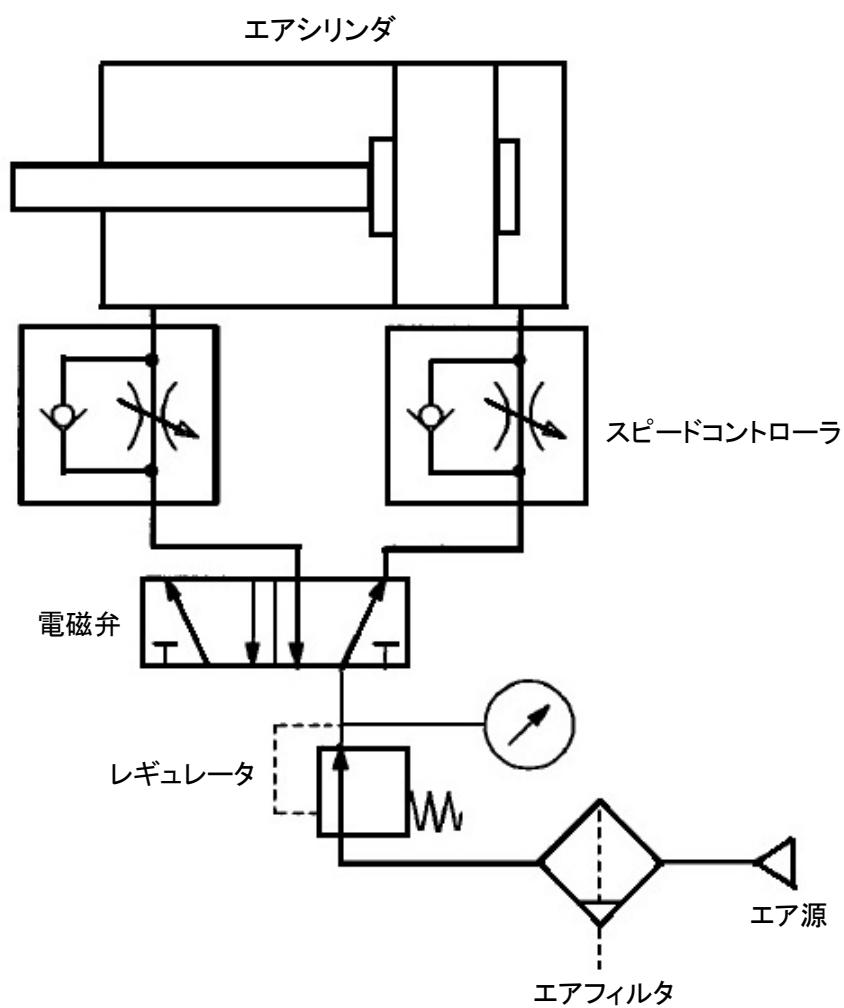 エアシリンダ
スピードコントローラ
電磁弁
レギュレータ
エア源
エアフィルタ